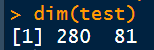 > dim(test)
[1] 280  81